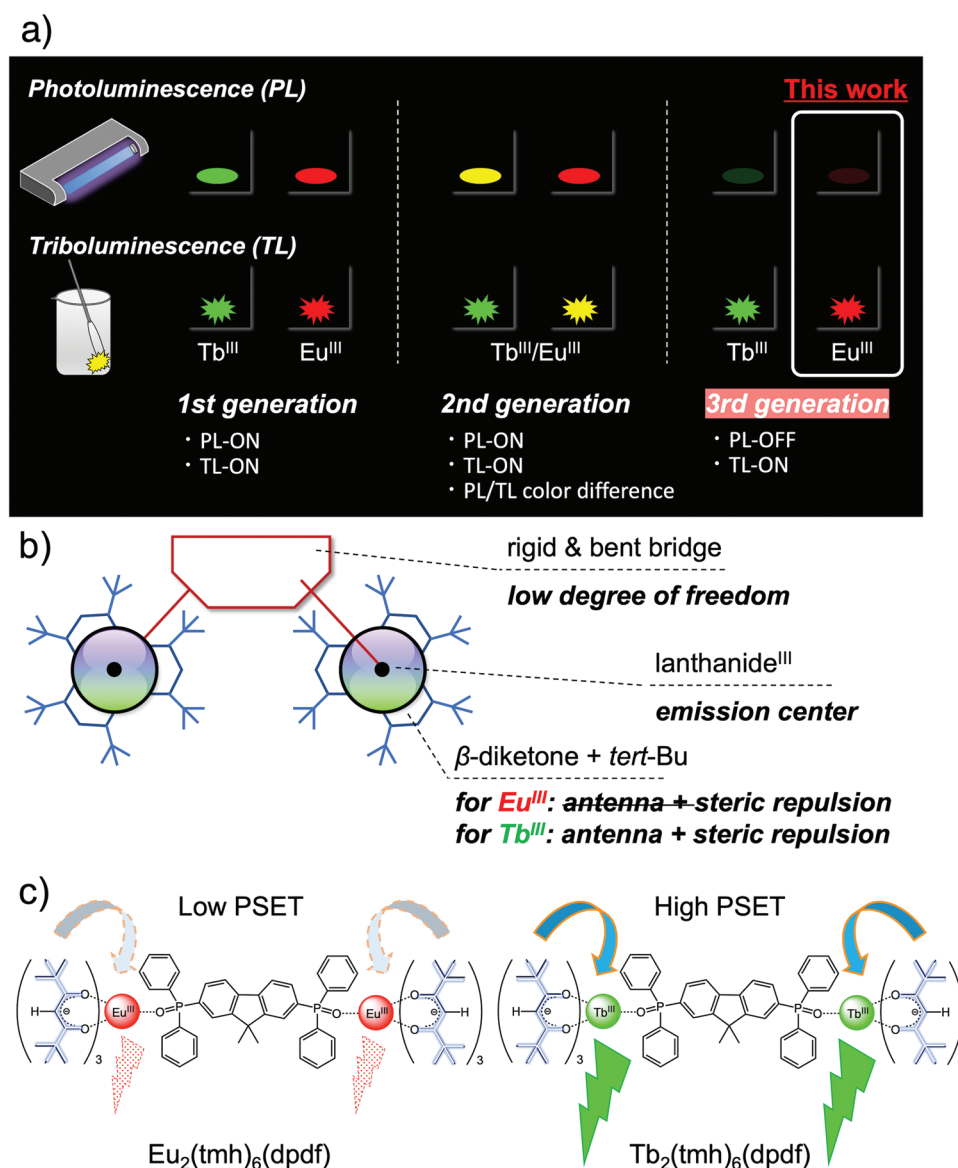 a)
Photoluminescence (PL)
This work
Triboluminescence (TL)
Tbᴵᴵᴵ Euᴵᴵᴵ Tbᴵᴵᴵ/Euᴵᴵᴵ Tbᴵᴵᴵ Euᴵᴵᴵ
1st generation 2nd generation 3rd generation
・PL-ON ・PL-ON ・PL-OFF
・TL-ON ・TL-ON ・TL-ON
・PL/TL color difference
b)
rigid & bent bridge
low degree of freedom
lanthanideᴵᴵᴵ
emission center
β-diketone + tert-Bu
for Euᴵᴵᴵ: antenna + steric repulsion
for Tbᴵᴵᴵ: antenna + steric repulsion
c)
Low PSET High PSET
H O O ⊖ 3 Euᴵᴵᴵ O P P O Euᴵᴵᴵ O O ⊖ H 3
H O O ⊖ 3 Tbᴵᴵᴵ O P P O Tbᴵᴵᴵ O O ⊖ H 3
Eu₂(tmh)₆(dpdf) Tb₂(tmh)₆(dpdf)